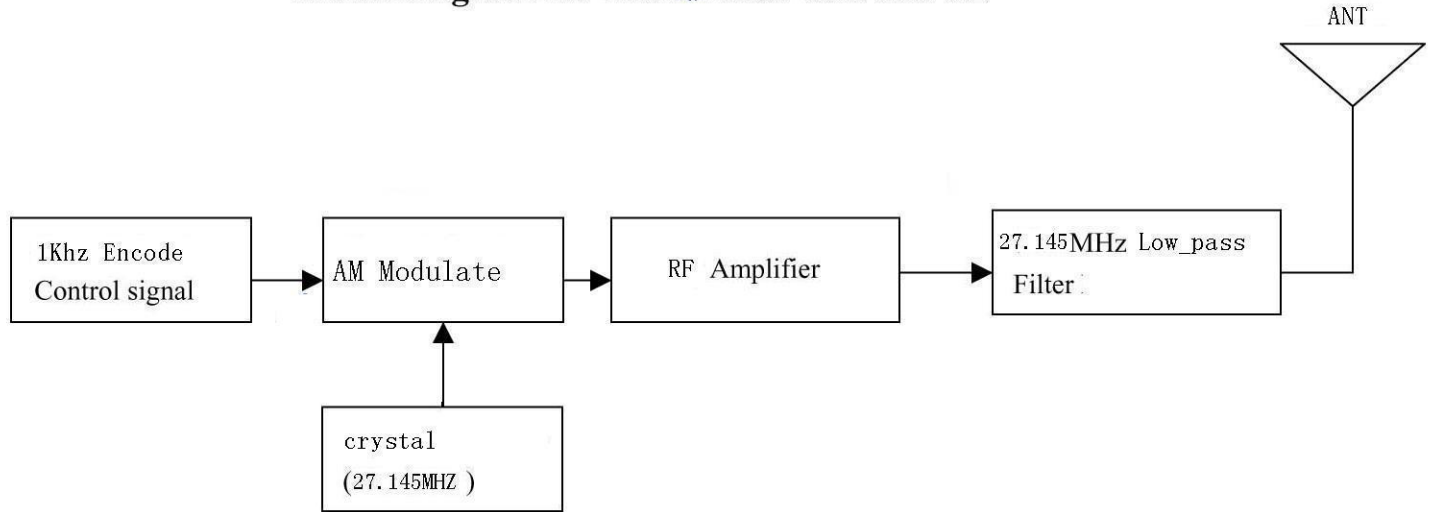 ANT
1Khz Encode
Control signal
AM Modulate
RF Amplifier
27.145MHz Low_pass
Filter
crystal
(27.145MHZ )